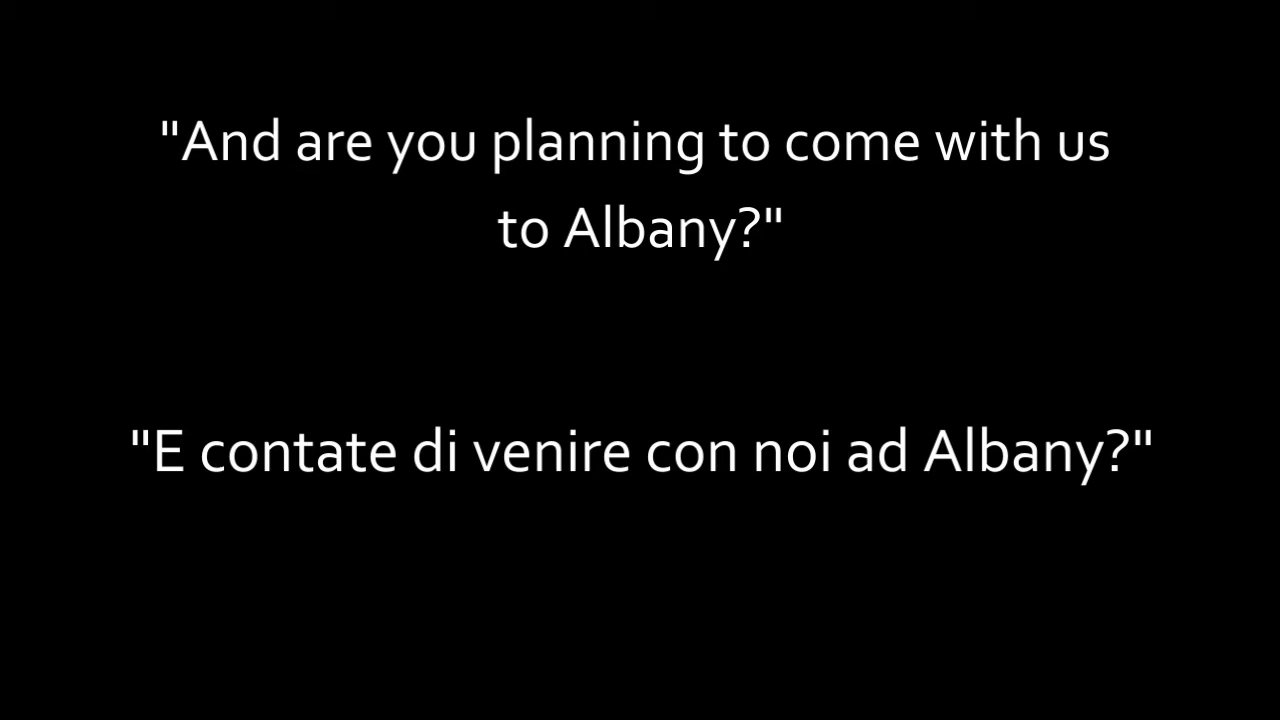 "And are you planning to come with us
to Albany?"
"E contate di venire con noi ad Albany?"